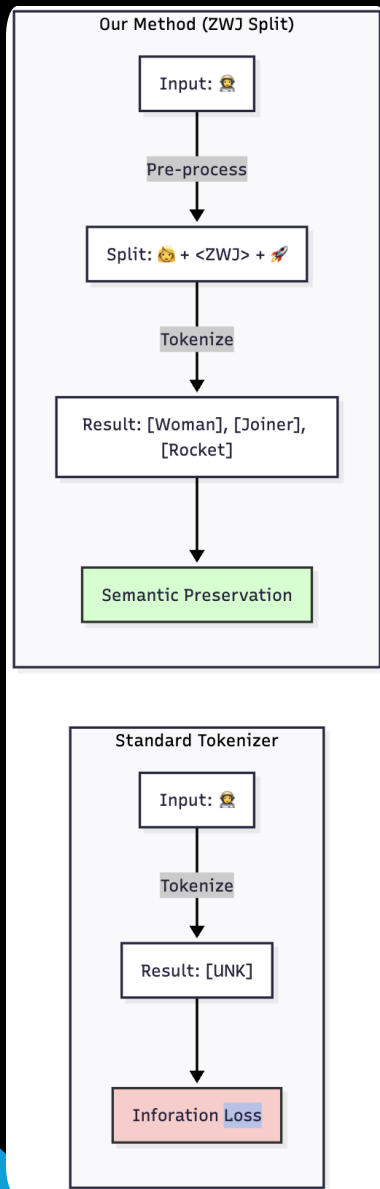 Our Method (ZWJ Split)
Input: 👩‍🚀
Pre-process
Split: 👩 + <ZWJ> + 🚀
Tokenize
Result: [Woman], [Joiner],
[Rocket]
Semantic Preservation
Standard Tokenizer
Input: 👩‍🚀
Tokenize
Result: [UNK]
Inforation Loss